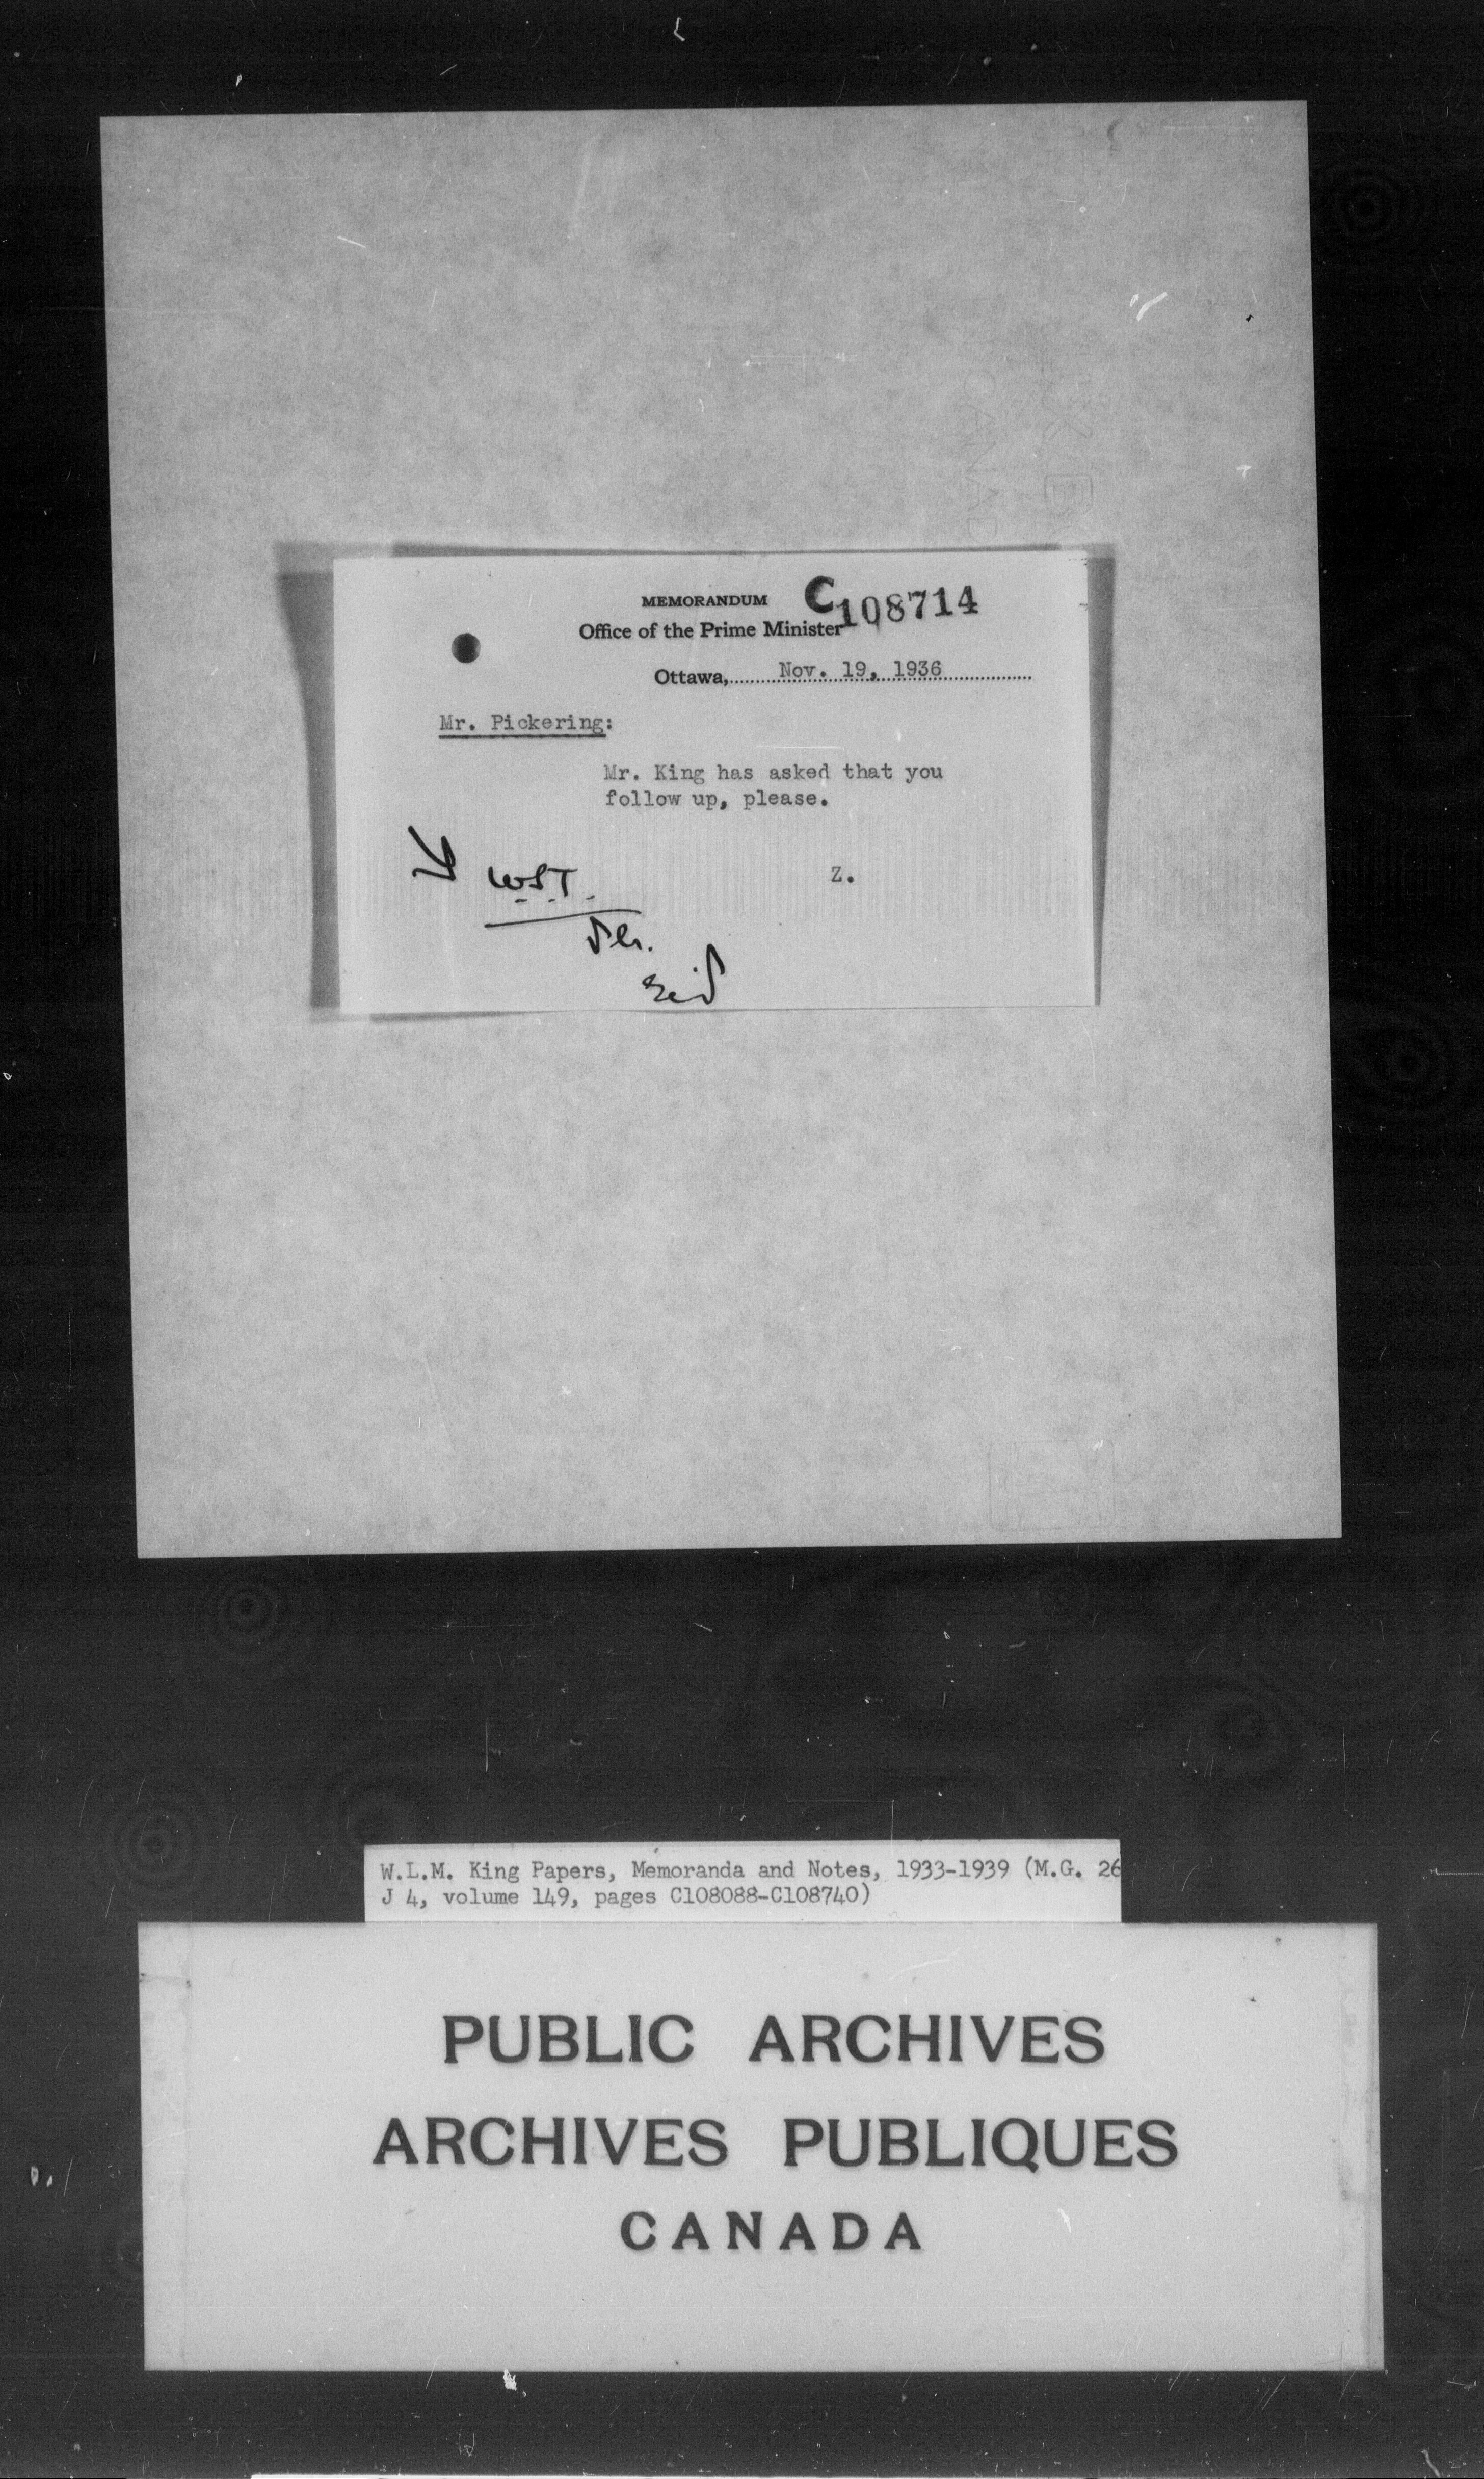 MEMORANDUM
C108714
Office of the Prime Minister
Ottawa, Nov. 19, 1936
Mr. Pickering:
Mr. King has asked that you
follow up, please.
Z.
W.S.T.
W.L.M. King Papers, Memoranda and Notes, 1933-1939 (M.G. 26
J 4, volume 149, pages C108088-C108740)
PUBLIC ARCHIVES
ARCHIVES PUBLIQUES
CANADA